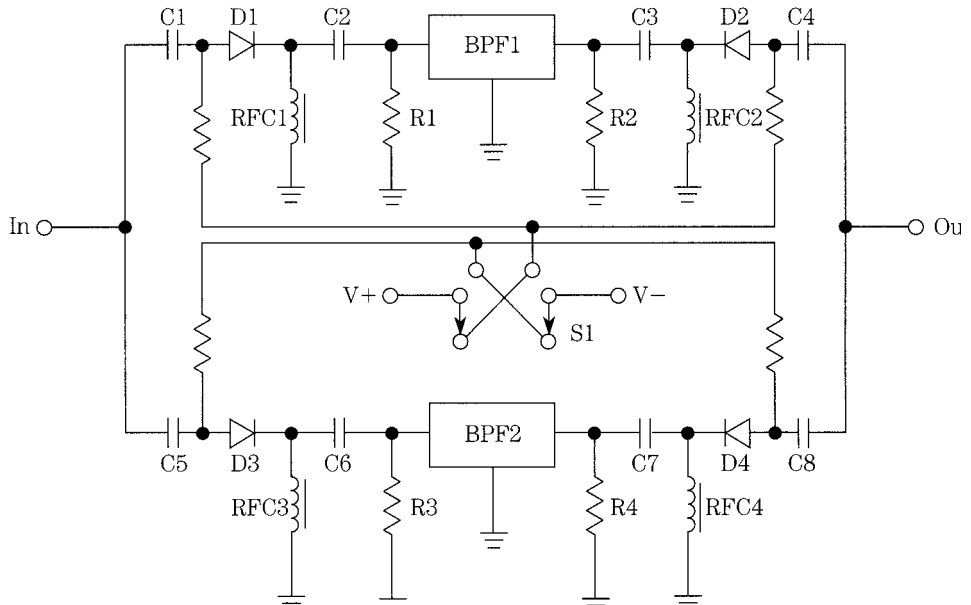 C1 D1 C2 C3 D2 C4
BPF1
RFC1 R1 R2 RFC2
In Ou
V+ V−
S1
BPF2
C5 D3 C6 C7 D4 C8
RFC3 R3 R4 RFC4